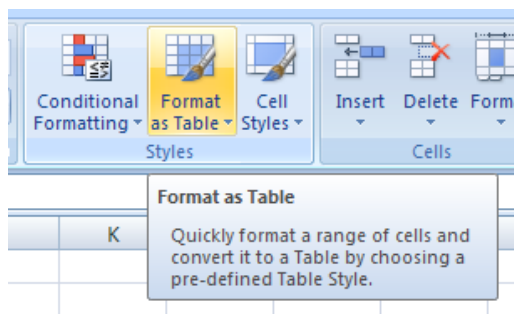 Conditional Formatting
Format as Table
Cell Styles
Insert
Delete
Form
Styles
Cells
Format as Table
Quickly format a range of cells and
convert it to a Table by choosing a
pre-defined Table Style.
K